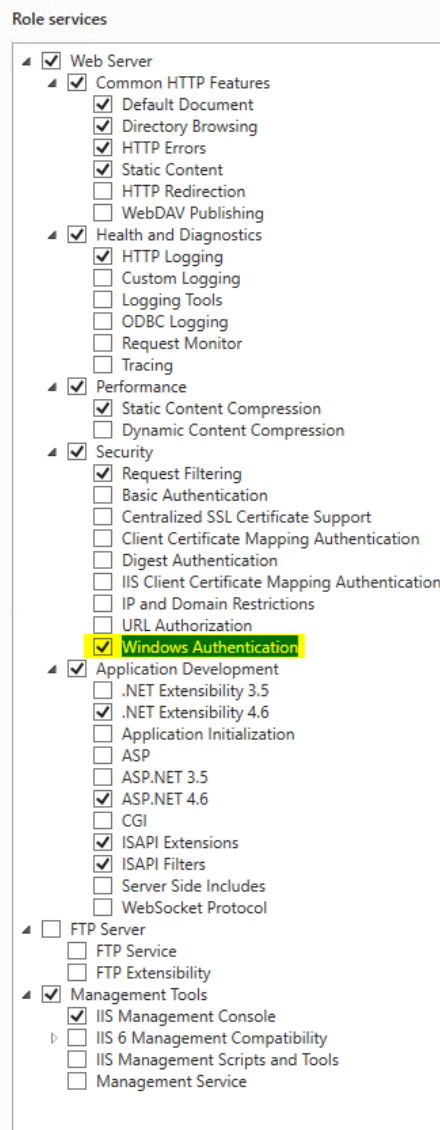 Role services
Web Server
Common HTTP Features
Default Document
Directory Browsing
HTTP Errors
Static Content
HTTP Redirection
WebDAV Publishing
Health and Diagnostics
HTTP Logging
Custom Logging
Logging Tools
ODBC Logging
Request Monitor
Tracing
Performance
Static Content Compression
Dynamic Content Compression
Security
Request Filtering
Basic Authentication
Centralized SSL Certificate Support
Client Certificate Mapping Authentication
Digest Authentication
IIS Client Certificate Mapping Authentication
IP and Domain Restrictions
URL Authorization
Windows Authentication
Application Development
.NET Extensibility 3.5
.NET Extensibility 4.6
Application Initialization
ASP
ASP.NET 3.5
ASP.NET 4.6
CGI
ISAPI Extensions
ISAPI Filters
Server Side Includes
WebSocket Protocol
FTP Server
FTP Service
FTP Extensibility
Management Tools
IIS Management Console
IIS 6 Management Compatibility
IIS Management Scripts and Tools
Management Service